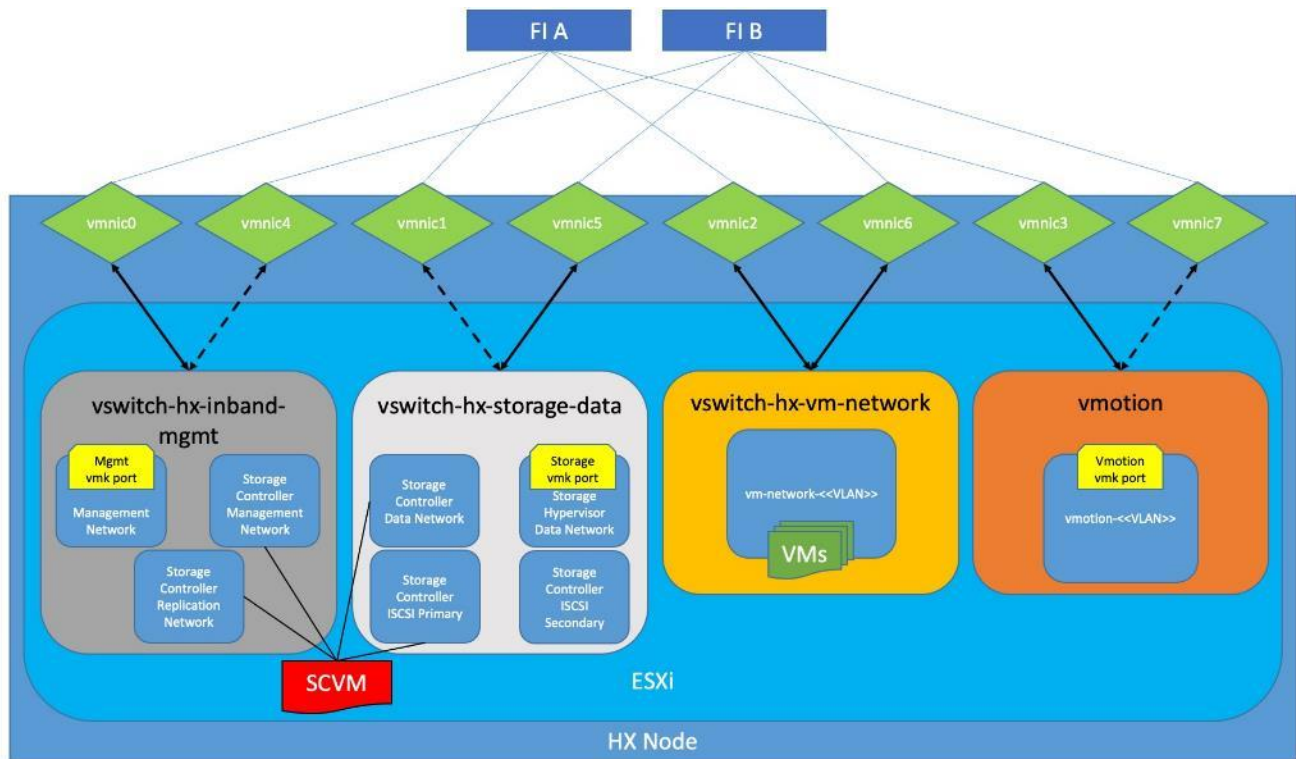 FI A
FI B
vmnic0
vmnic4
vmnic1
vmnic5
vmnic2
vmnic6
vmnic3
vmnic7
vswitch-hx-inband-
mgmt
Mgmt
vmk port
Management
Network
Storage
Controller
Management
Network
Storage
Controller
Replication
Network
vswitch-hx-storage-data
Storage
Controller
Data Network
Storage
vmk port
Storage
Hypervisor
Data Network
Storage
Controller
ISCSI Primary
Storage
Controller
ISCSI
Secondary
vswitch-hx-vm-network
vm-network-<<VLAN>>
VMs
vmotion
Vmotion
vmk port
vmotion-<<VLAN>>
SCVM
ESXi
HX Node